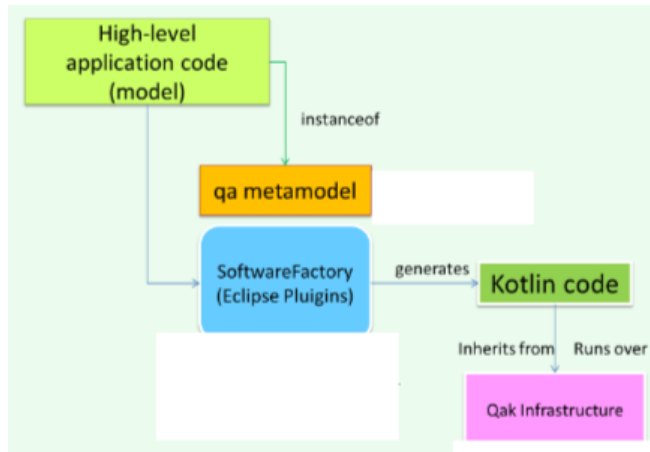 High-level
application code
(model)
instanceof
qa metamodel
SoftwareFactory
(Eclipse Pluigins)
generates
Kotlin code
Inherits from
Runs over
Qak Infrastructure